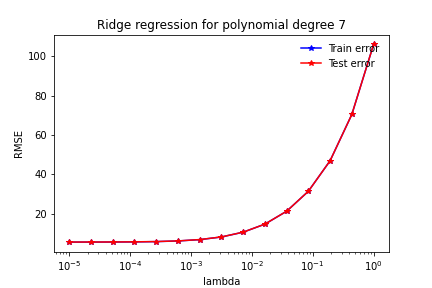 Ridge regression for polynomial degree 7
Train error
Test error
RMSE
100
80
60
40
20
10⁻⁵ 10⁻⁴ 10⁻³ 10⁻² 10⁻¹ 10⁰
lambda